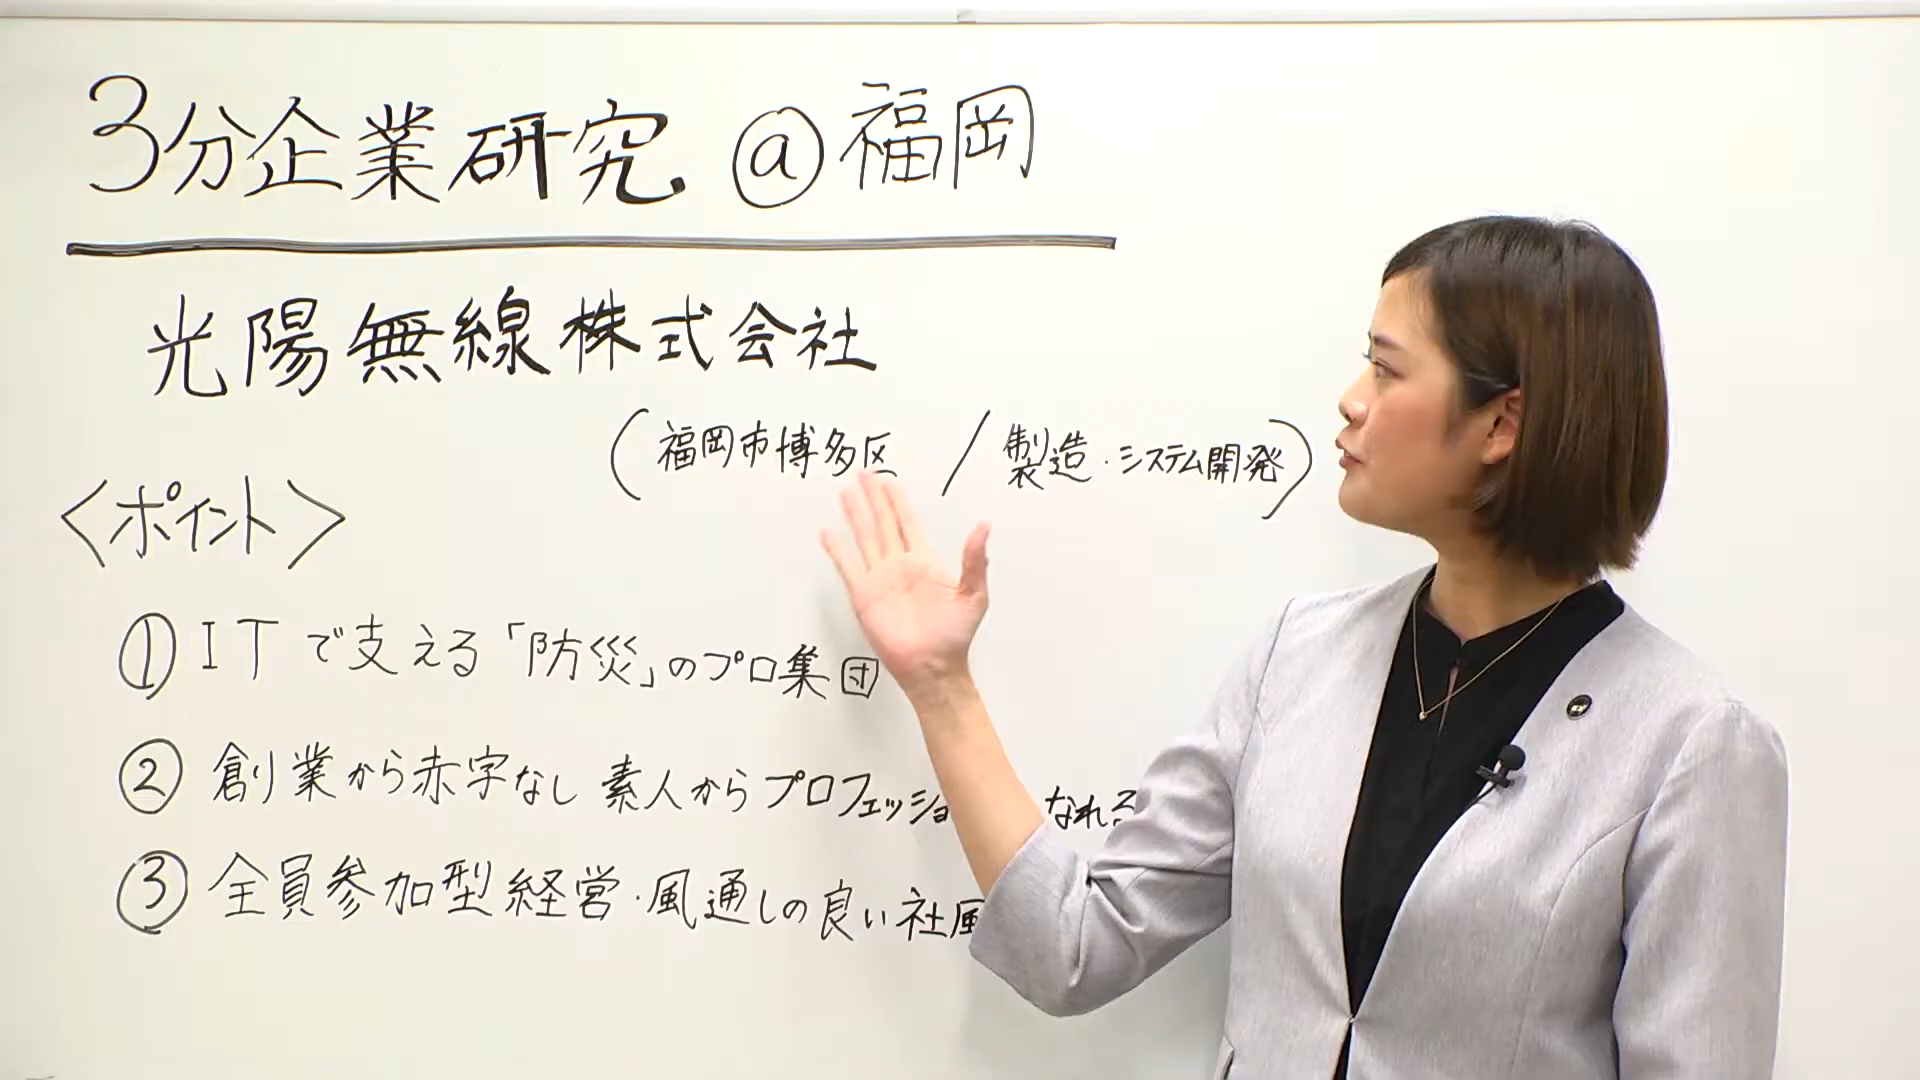 3分企業研究 @福岡
光陽無線株式会社
(福岡市博多区 / 製造・システム開発)
<ポイント>
① ITで支える「防災」のプロ集団
② 創業から赤字なし 素人からプロフェッショ なれる
③ 全員参加型経営・風通しの良い社風